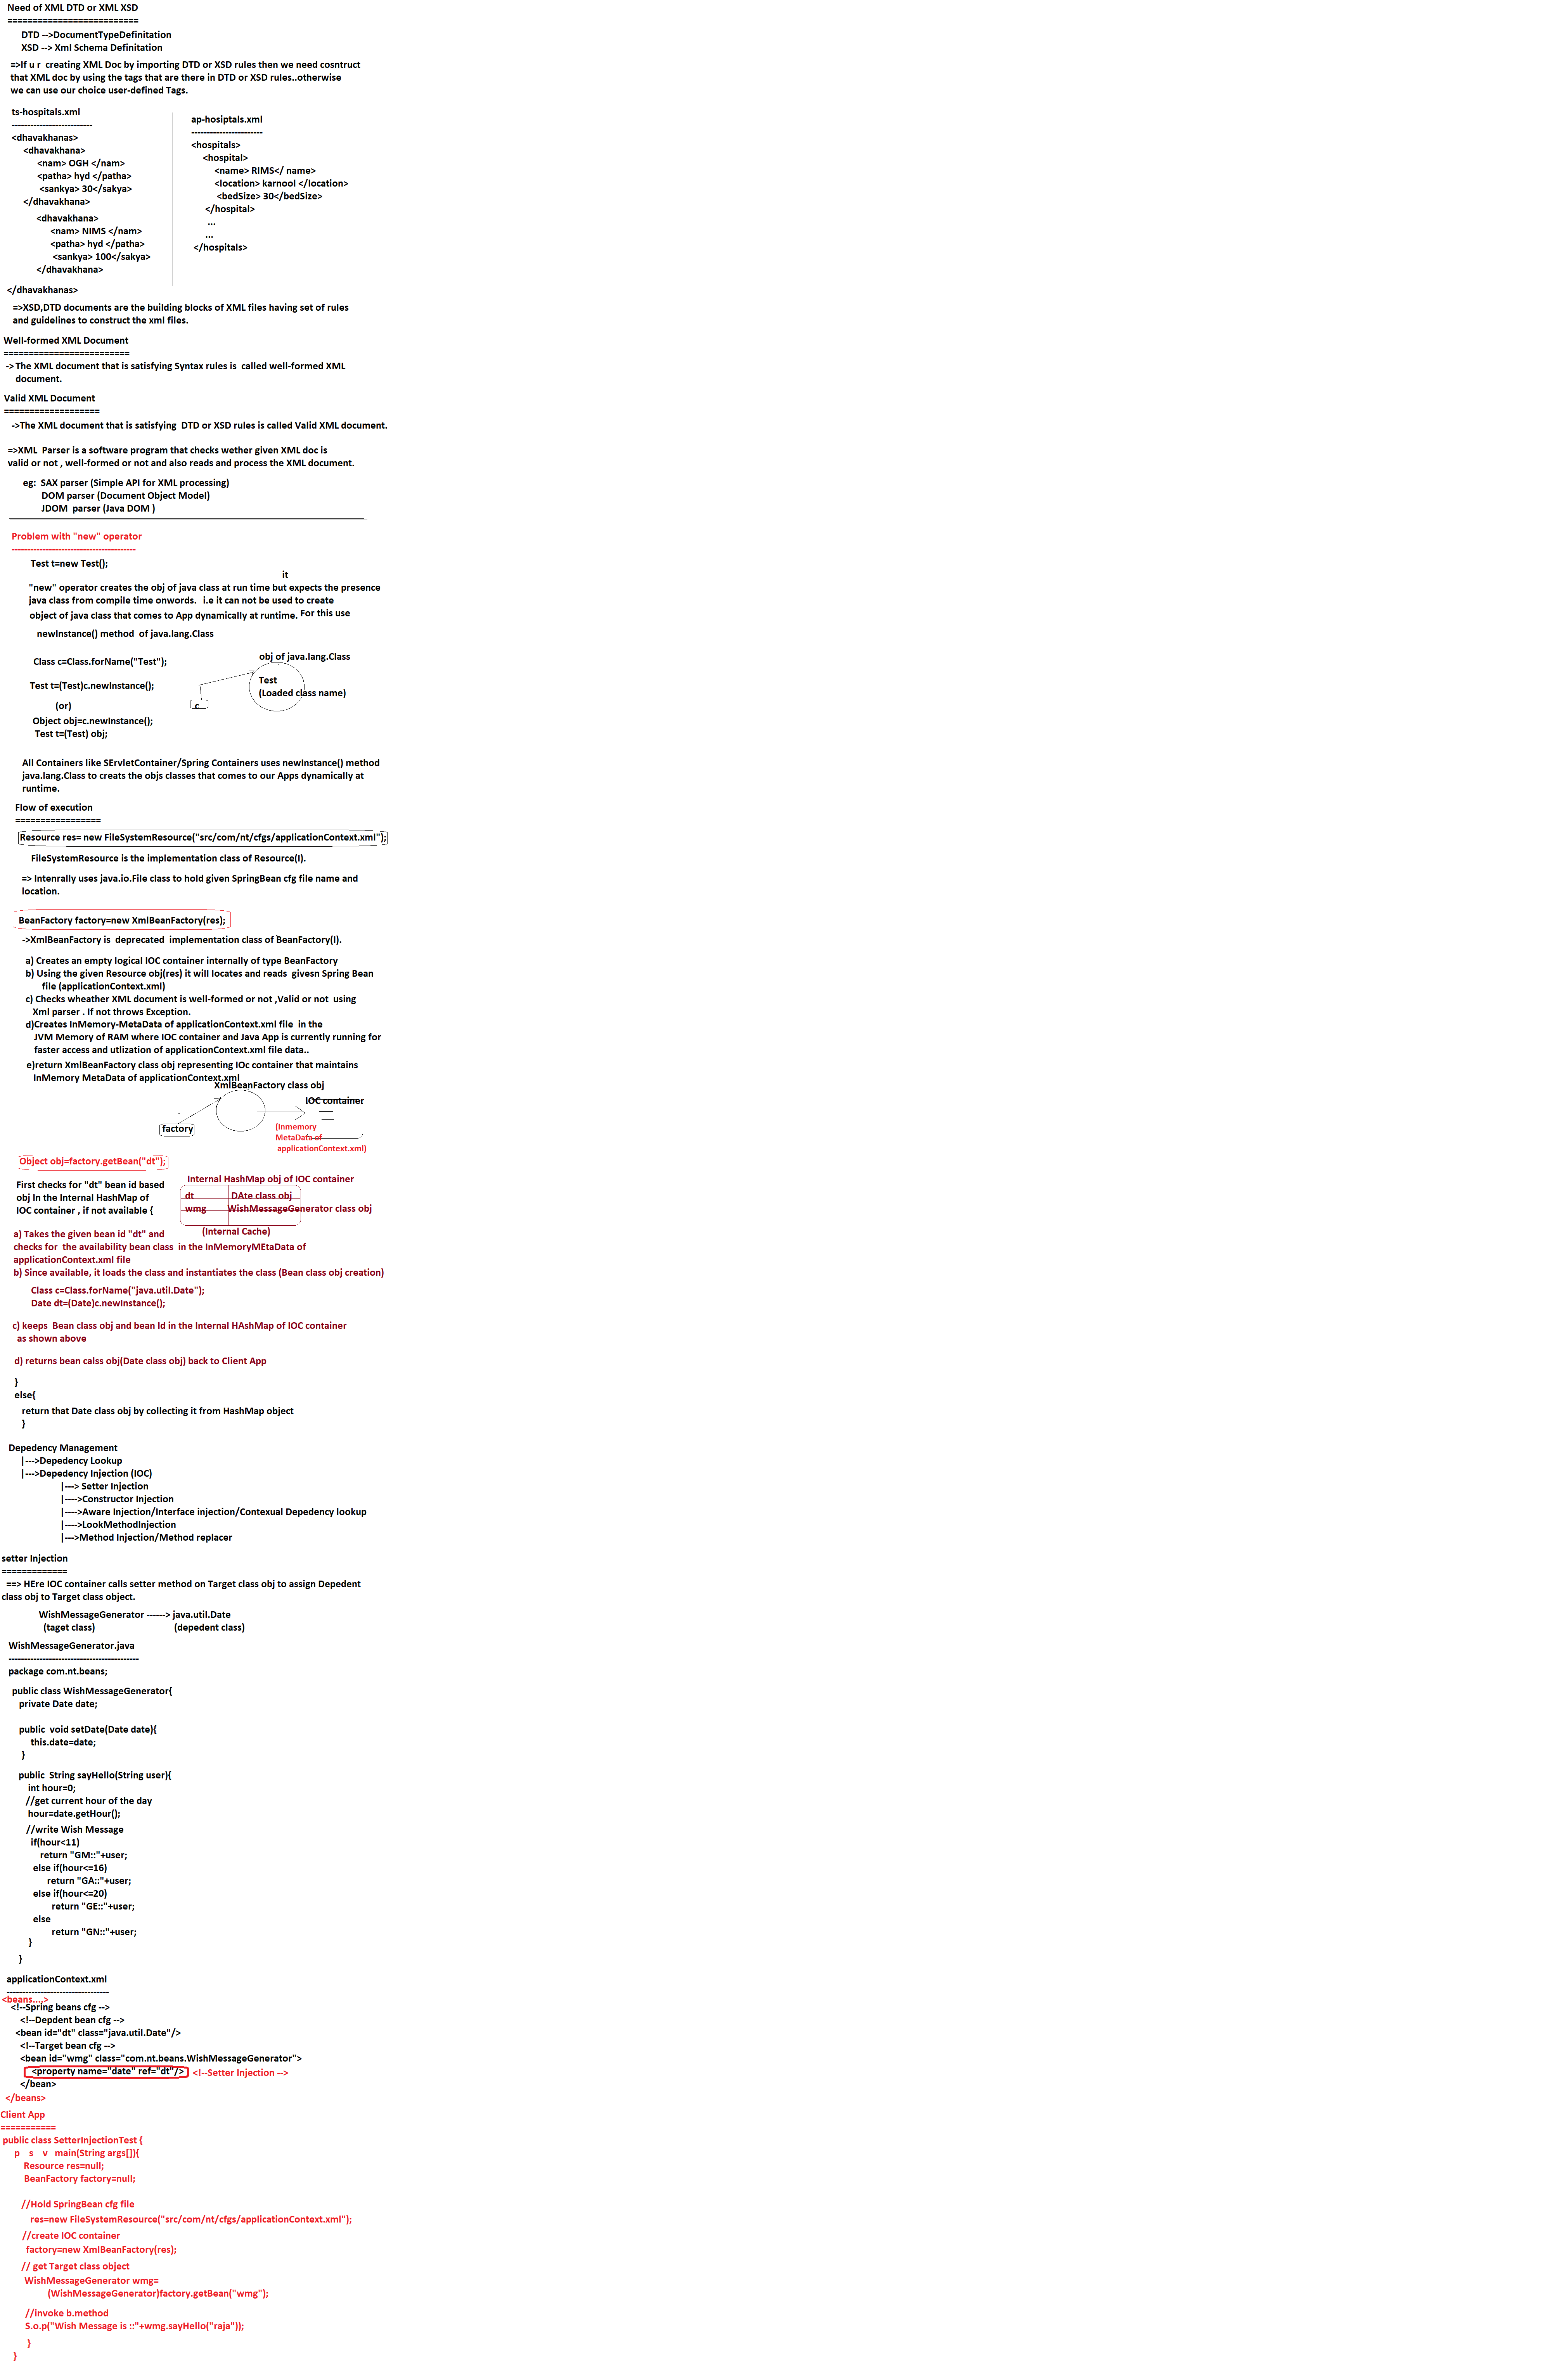 Need of XML DTD or XML XSD
==========================
DTD -->DocumentTypeDefinitation
XSD --> Xml Schema Definitation
=>If u r  creating XML Doc by importing DTD or XSD rules then we need cosntruct
that XML doc by using the tags that are there in DTD or XSD rules..otherwise
we can use our choice user-defined Tags.
ts-hospitals.xml
--------------------------
<dhavakhanas>
<dhavakhana>
<nam> OGH </nam>
<patha> hyd </patha>
<sankya> 30</sakya>
</dhavakhana>
<dhavakhana>
<nam> NIMS </nam>
<patha> hyd </patha>
<sankya> 100</sakya>
</dhavakhana>
</dhavakhanas>
ap-hosiptals.xml
-----------------------
<hospitals>
<hospital>
<name> RIMS</ name>
<location> karnool </location>
<bedSize> 30</bedSize>
</hospital>
...
...
</hospitals>
=>XSD,DTD documents are the building blocks of XML files having set of rules
and guidelines to construct the xml files.
Well-formed XML Document
=========================
-> The XML document that is satisfying Syntax rules is  called well-formed XML
document.
Valid XML Document
===================
->The XML document that is satisfying  DTD or XSD rules is called Valid XML document.
=>XML  Parser is a software program that checks wether given XML doc is
valid or not , well-formed or not and also reads and process the XML document.
eg:  SAX parser (Simple API for XML processing)
DOM parser (Document Object Model)
JDOM  parser (Java DOM )
Problem with "new" operator
----------------------------------------
Test t=new Test();
it
"new" operator creates the obj of java class at run time but expects the presence
java class from compile time onwords.   i.e it can not be used to create
object of java class that comes to App dynamically at runtime. For this use
newInstance() method  of java.lang.Class
Class c=Class.forName("Test");
Test t=(Test)c.newInstance();
(or)
Object obj=c.newInstance();
Test t=(Test) obj;
obj of java.lang.Class
Test
(Loaded class name)
c
All Containers like SErvletContainer/Spring Containers uses newInstance() method
java.lang.Class to creats the objs classes that comes to our Apps dynamically at
runtime.
Flow of execution
=================
Resource res= new FileSystemResource("src/com/nt/cfgs/applicationContext.xml");
FileSystemResource is the implementation class of Resource(I).
=> Intenrally uses java.io.File class to hold given SpringBean cfg file name and
location.
BeanFactory factory=new XmlBeanFactory(res);
->XmlBeanFactory is  deprecated  implementation class of BeanFactory(I).
a) Creates an empty logical IOC container internally of type BeanFactory
b) Using the given Resource obj(res) it will locates and reads  givesn Spring Bean
file (applicationContext.xml)
c) Checks wheather XML document is well-formed or not ,Valid or not  using
Xml parser . If not throws Exception.
d)Creates InMemory-MetaData of applicationContext.xml file  in the
JVM Memory of RAM where IOC container and Java App is currently running for
faster access and utlization of applicationContext.xml file data..
e)return XmlBeanFactory class obj representing IOc container that maintains
InMemory MetaData of applicationContext.xml
XmlBeanFactory class obj
IOC container
factory
(Inmemory
MetaData of
applicationContext.xml)
Object obj=factory.getBean("dt");
First checks for "dt" bean id based
obj In the Internal HashMap of
IOC container , if not available {
Internal HashMap obj of IOC container
dt DAte class obj
wmg WishMessageGenerator class obj
(Internal Cache)
a) Takes the given bean id "dt" and
checks for  the availability bean class  in the InMemoryMEtaData of
applicationContext.xml file
b) Since available, it loads the class and instantiates the class (Bean class obj creation)
Class c=Class.forName("java.util.Date");
Date dt=(Date)c.newInstance();
c) keeps  Bean class obj and bean Id in the Internal HAshMap of IOC container
as shown above
d) returns bean calss obj(Date class obj) back to Client App
}
else{
return that Date class obj by collecting it from HashMap object
}
Depedency Management
|--->Depedency Lookup
|--->Depedency Injection (IOC)
|---> Setter Injection
|---->Constructor Injection
|---->Aware Injection/Interface injection/Contexual Depedency lookup
|---->LookMethodInjection
|--->Method Injection/Method replacer
setter Injection
=============
==> HEre IOC container calls setter method on Target class obj to assign Depedent
class obj to Target class object.
WishMessageGenerator ------> java.util.Date
(taget class) (depedent class)
WishMessageGenerator.java
------------------------------------------
package com.nt.beans;
public class WishMessageGenerator{
private Date date;
public  void setDate(Date date){
this.date=date;
}
public  String sayHello(String user){
int hour=0;
//get current hour of the day
hour=date.getHour();
//write Wish Message
if(hour<11)
return "GM::"+user;
else if(hour<=16)
return "GA::"+user;
else if(hour<=20)
return "GE::"+user;
else
return "GN::"+user;
}
}
applicationContext.xml
---------------------------------
<beans...,>
<!--Spring beans cfg -->
<!--Depdent bean cfg -->
<bean id="dt" class="java.util.Date"/>
<!--Target bean cfg -->
<bean id="wmg" class="com.nt.beans.WishMessageGenerator">
<property name="date" ref="dt"/> <!--Setter Injection -->
</bean>
</beans>
Client App
===========
public class SetterInjectionTest {
p    s    v   main(String args[]){
Resource res=null;
BeanFactory factory=null;
//Hold SpringBean cfg file
res=new FileSystemResource("src/com/nt/cfgs/applicationContext.xml");
//create IOC container
factory=new XmlBeanFactory(res);
// get Target class object
WishMessageGenerator wmg=
(WishMessageGenerator)factory.getBean("wmg");
//invoke b.method
S.o.p("Wish Message is ::"+wmg.sayHello("raja"));
}
}